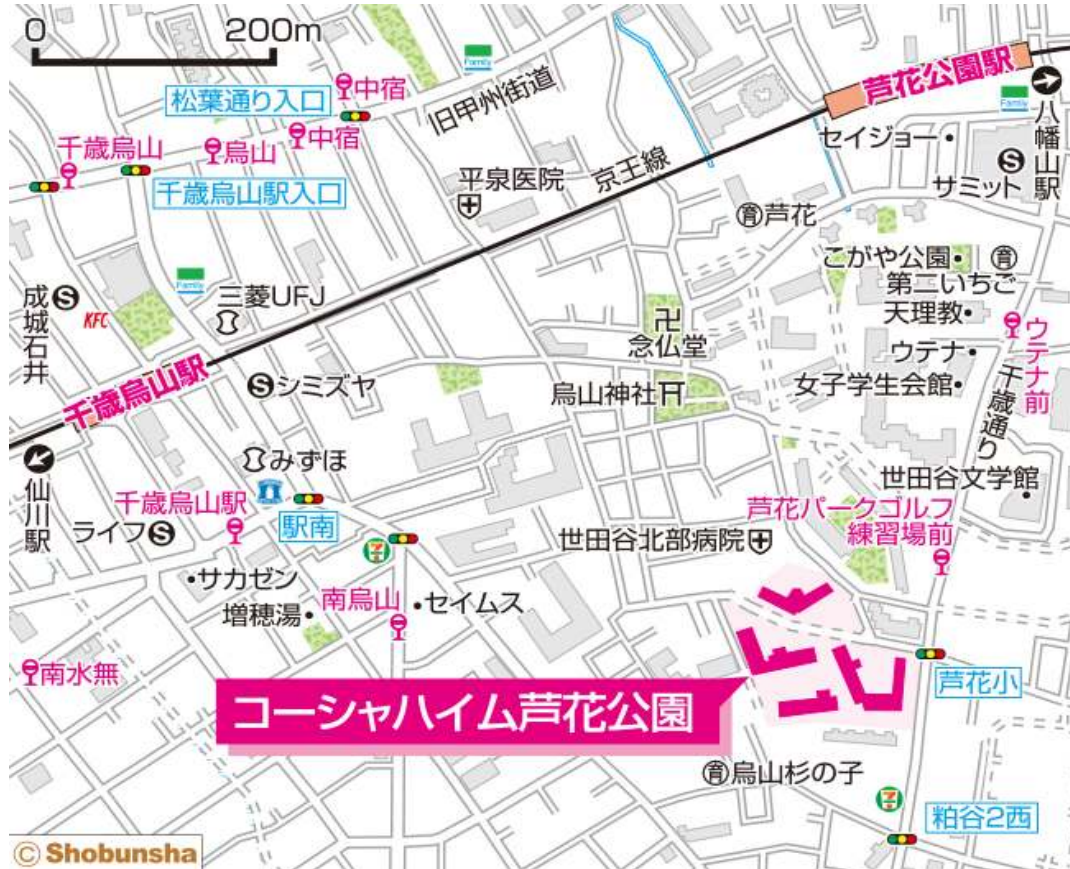 0 200m
Family
中宿
松葉通り入口
中宿
旧甲州街道
芦花公園駅
Family
八幡山駅
セイジョー
サミット
S
千歳烏山
烏山
千歳烏山駅入口
平泉医院
京王線
育芦花
こがや公園
育
第二いちご
天理教
ウテナ前
ウテナ
女子学生会館
千歳通り
世田谷文学館
成城石井
S
KFC
Family
三菱UFJ
千歳烏山駅
Sシミズヤ
卍
念仏堂
烏山神社
仙川駅
みずほ
千歳烏山駅
ライフS
駅南
芦花パークゴルフ
練習場前
世田谷北部病院
サカゼン
増穂湯
南烏山
セイムス
南水無
芦花小
コーシャハイム芦花公園
育烏山杉の子
粕谷2西
© Shobunsha